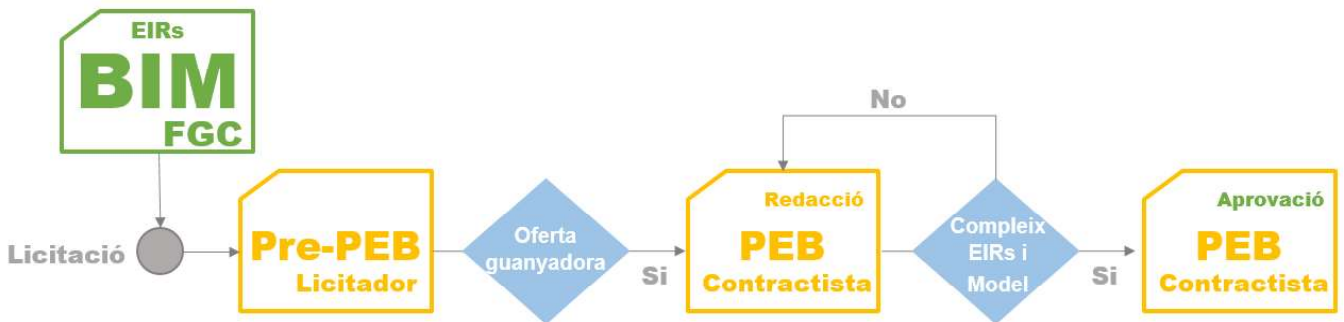 EIRs
BIM
FGC
Licitació
Pre-PEB
Licitador
Oferta
guanyadora
Si
Redacció
PEB
Contractista
No
Compleix
EIRs i
Model
Si
Aprovació
PEB
Contractista